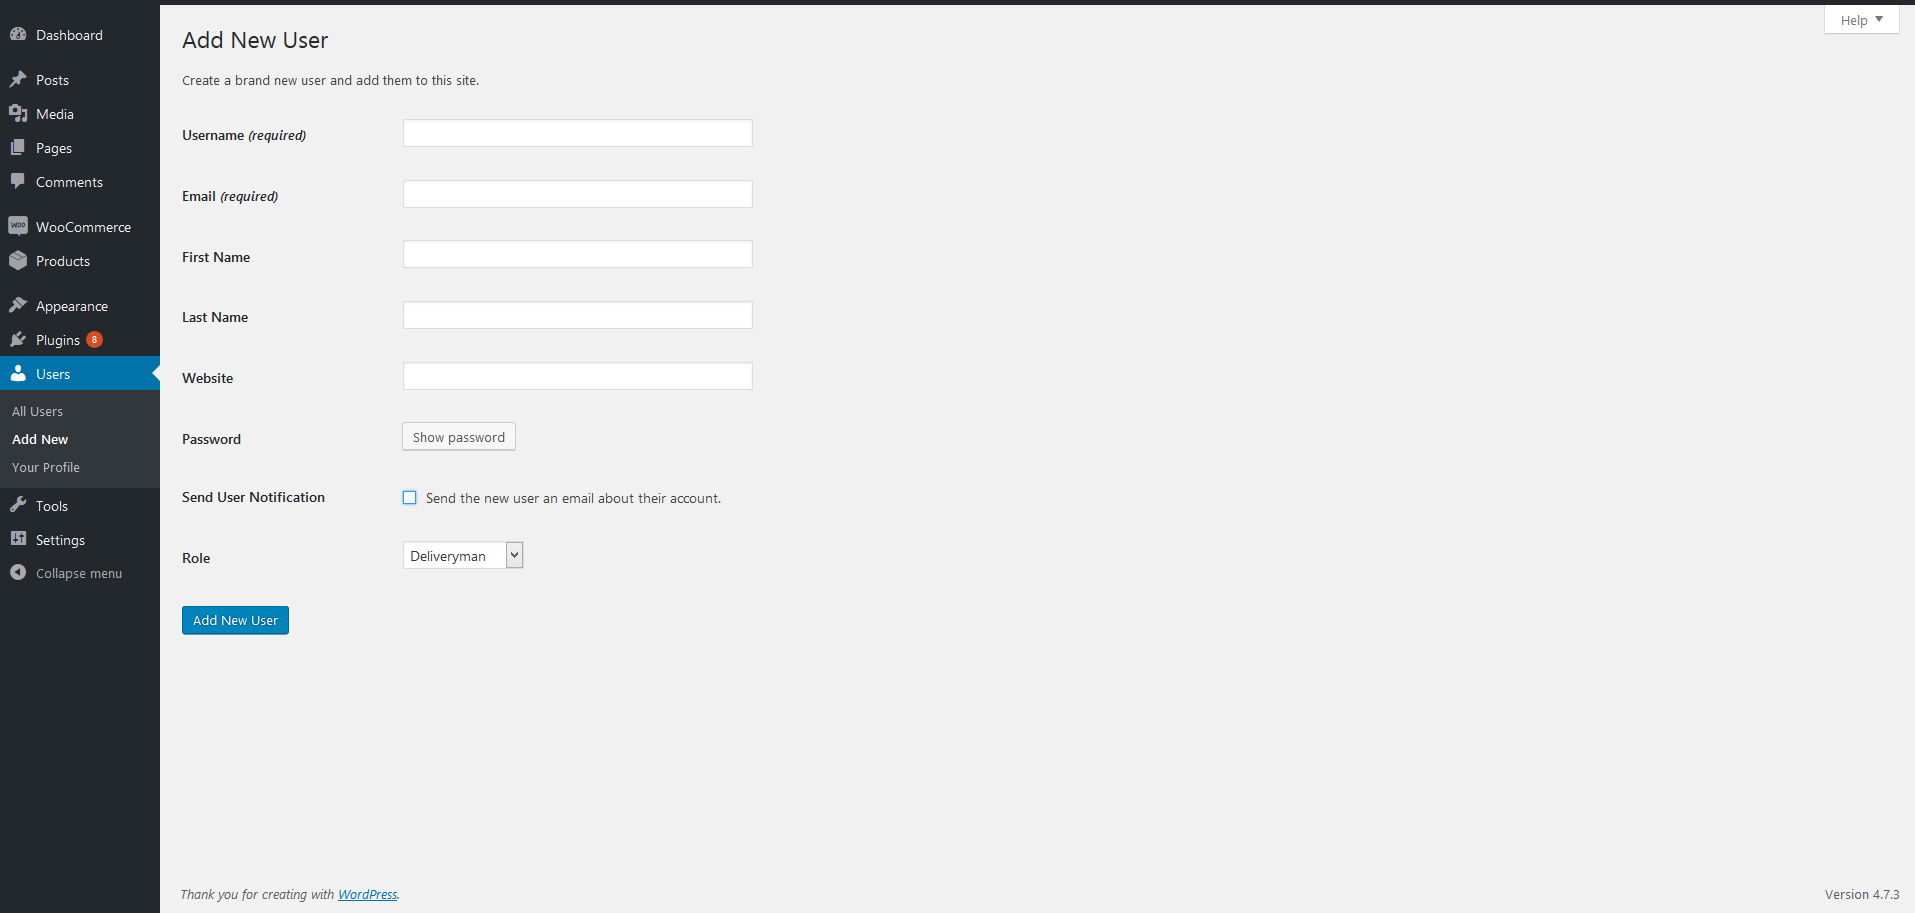 Dashboard
Posts
Media
Pages
Comments
Woo WooCommerce
Products
Appearance
Plugins 8
Users
All Users
Add New
Your Profile
Tools
Settings
Collapse menu
Help
Add New User
Create a brand new user and add them to this site.
Username (required)
Email (required)
First Name
Last Name
Website
Password Show password
Send User Notification Send the new user an email about their account.
Role Deliveryman
Add New User
Thank you for creating with WordPress.
Version 4.7.3